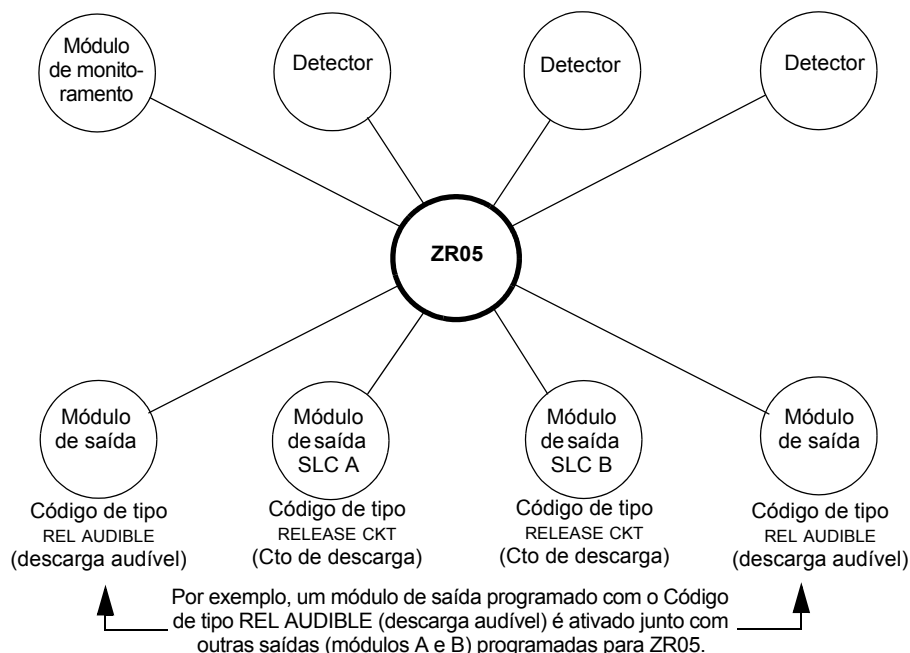 Módulo
de monito-
ramento
Detector
Detector
Detector
ZR05
Módulo
de saída
Módulo
de saída
SLC A
Módulo
de saída
SLC B
Módulo
de saída
Código de tipo
REL AUDIBLE
(descarga audível)
Código de tipo
RELEASE CKT
(Cto de descarga)
Código de tipo
RELEASE CKT
(Cto de descarga)
Código de tipo
REL AUDIBLE
(descarga audível)
Por exemplo, um módulo de saída programado com o Código
de tipo REL AUDIBLE (descarga audível) é ativado junto com
outras saídas (módulos A e B) programadas para ZR05.